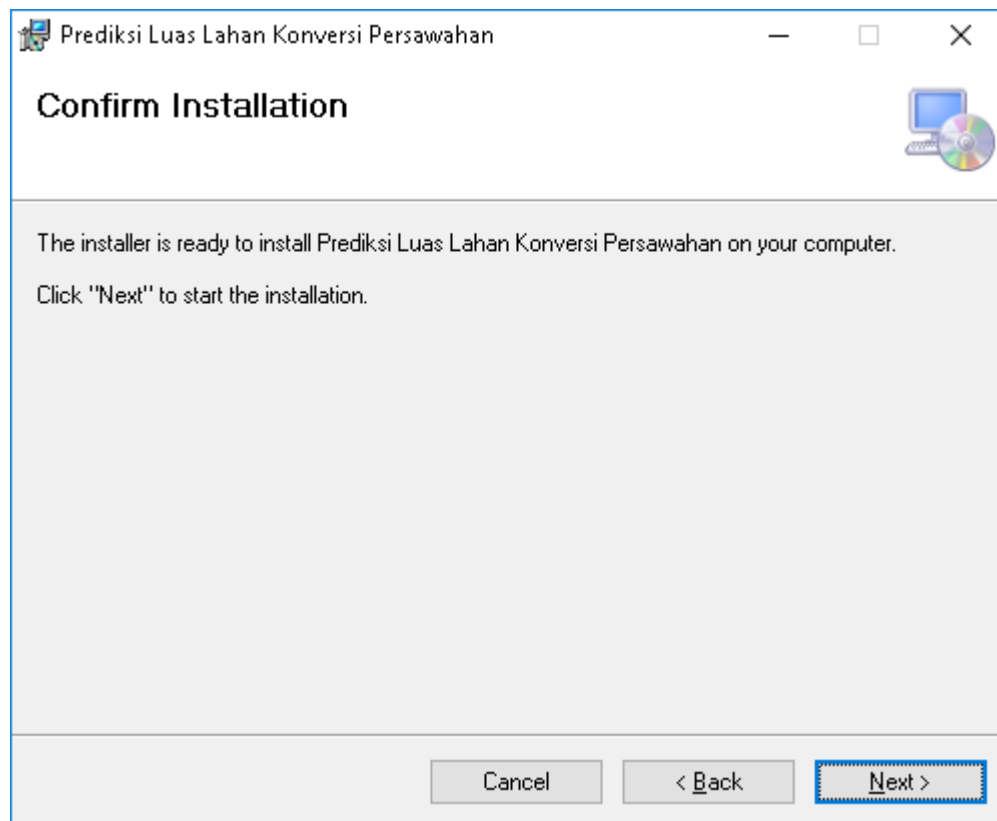 Prediksi Luas Lahan Konversi Persawahan
Confirm Installation
The installer is ready to install Prediksi Luas Lahan Konversi Persawahan on your computer.
Click "Next" to start the installation.
Cancel
< Back
Next >